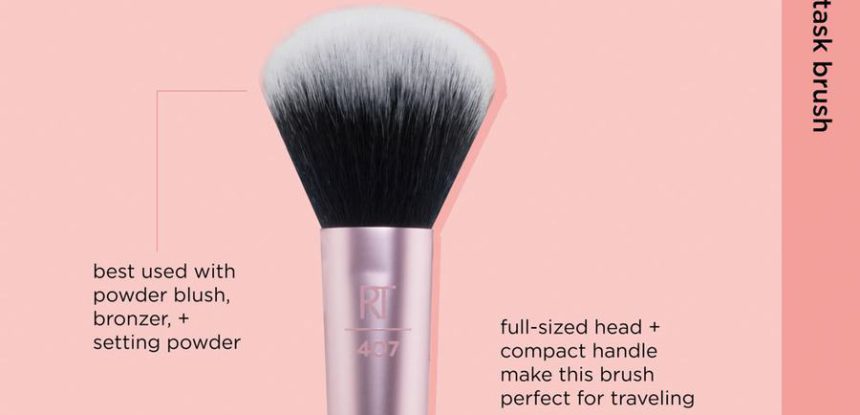 task brush
best used with
powder blush,
bronzer, +
setting powder
RT
407
full-sized head +
compact handle
make this brush
perfect for traveling